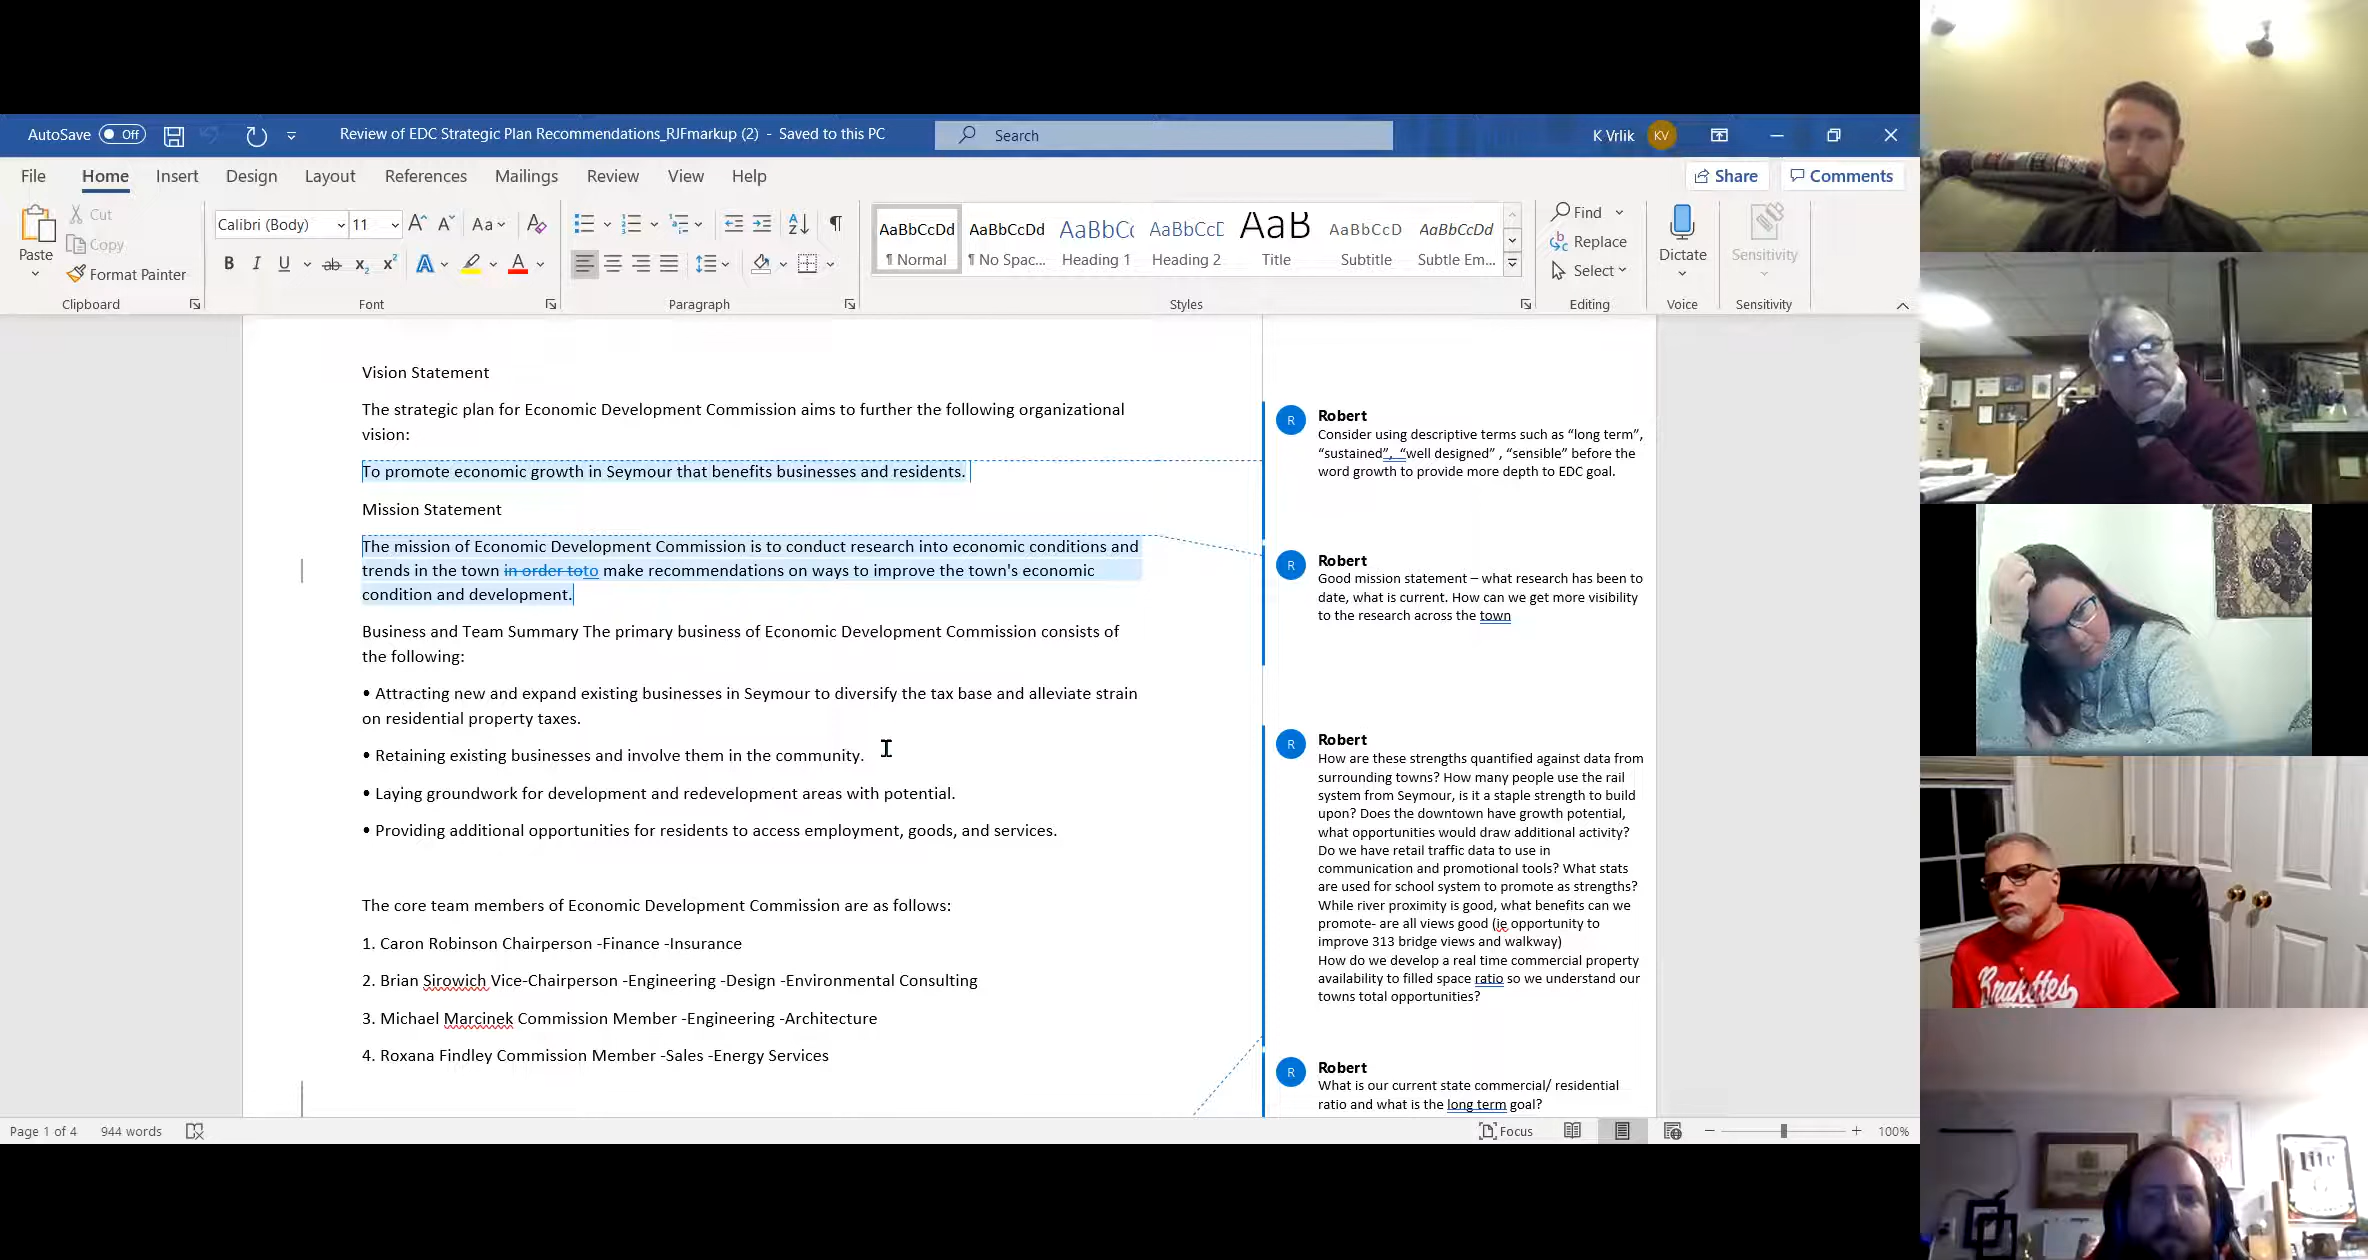 AutoSave Off
Review of EDC Strategic Plan Recommendations_RJFmarkup (2) - Saved to this PC
Search
K Vrlik KV
File Home Insert Design Layout References Mailings Review View Help
Share Comments
Paste
Cut
Copy
Format Painter
Clipboard
Calibri (Body) 11
Font
Paragraph
AaBbCcDd AaBbCcDd AaBbC AaBbCcD AaB AaBbCcD AaBbCcDd
¶ Normal ¶ No Spac... Heading 1 Heading 2 Title Subtitle Subtle Em...
Styles
Find
Replace
Select
Editing
Dictate
Voice
Sensitivity
Sensitivity
Vision Statement
The strategic plan for Economic Development Commission aims to further the following organizational
vision:
To promote economic growth in Seymour that benefits businesses and residents.
Mission Statement
The mission of Economic Development Commission is to conduct research into economic conditions and
trends in the town in order toto make recommendations on ways to improve the town's economic
condition and development.
Business and Team Summary The primary business of Economic Development Commission consists of
the following:
• Attracting new and expand existing businesses in Seymour to diversify the tax base and alleviate strain
on residential property taxes.
• Retaining existing businesses and involve them in the community.
• Laying groundwork for development and redevelopment areas with potential.
• Providing additional opportunities for residents to access employment, goods, and services.
The core team members of Economic Development Commission are as follows:
1. Caron Robinson Chairperson -Finance -Insurance
2. Brian Sirowich Vice-Chairperson -Engineering -Design -Environmental Consulting
3. Michael Marcinek Commission Member -Engineering -Architecture
4. Roxana Findley Commission Member -Sales -Energy Services
R Robert
Consider using descriptive terms such as “long term”,
“sustained”, “well designed” , “sensible” before the
word growth to provide more depth to EDC goal.
R Robert
Good mission statement – what research has been to
date, what is current. How can we get more visibility
to the research across the town
R Robert
How are these strengths quantified against data from
surrounding towns? How many people use the rail
system from Seymour, is it a staple strength to build
upon? Does the downtown have growth potential,
what opportunities would draw additional activity?
Do we have retail traffic data to use in
communication and promotional tools? What stats
are used for school system to promote as strengths?
While river proximity is good, what benefits can we
promote- are all views good (ie opportunity to
improve 313 bridge views and walkway)
How do we develop a real time commercial property
availability to filled space ratio so we understand our
towns total opportunities?
R Robert
What is our current state commercial/ residential
ratio and what is the long term goal?
Page 1 of 4 944 words
Focus
100%
Brakettes
Lite